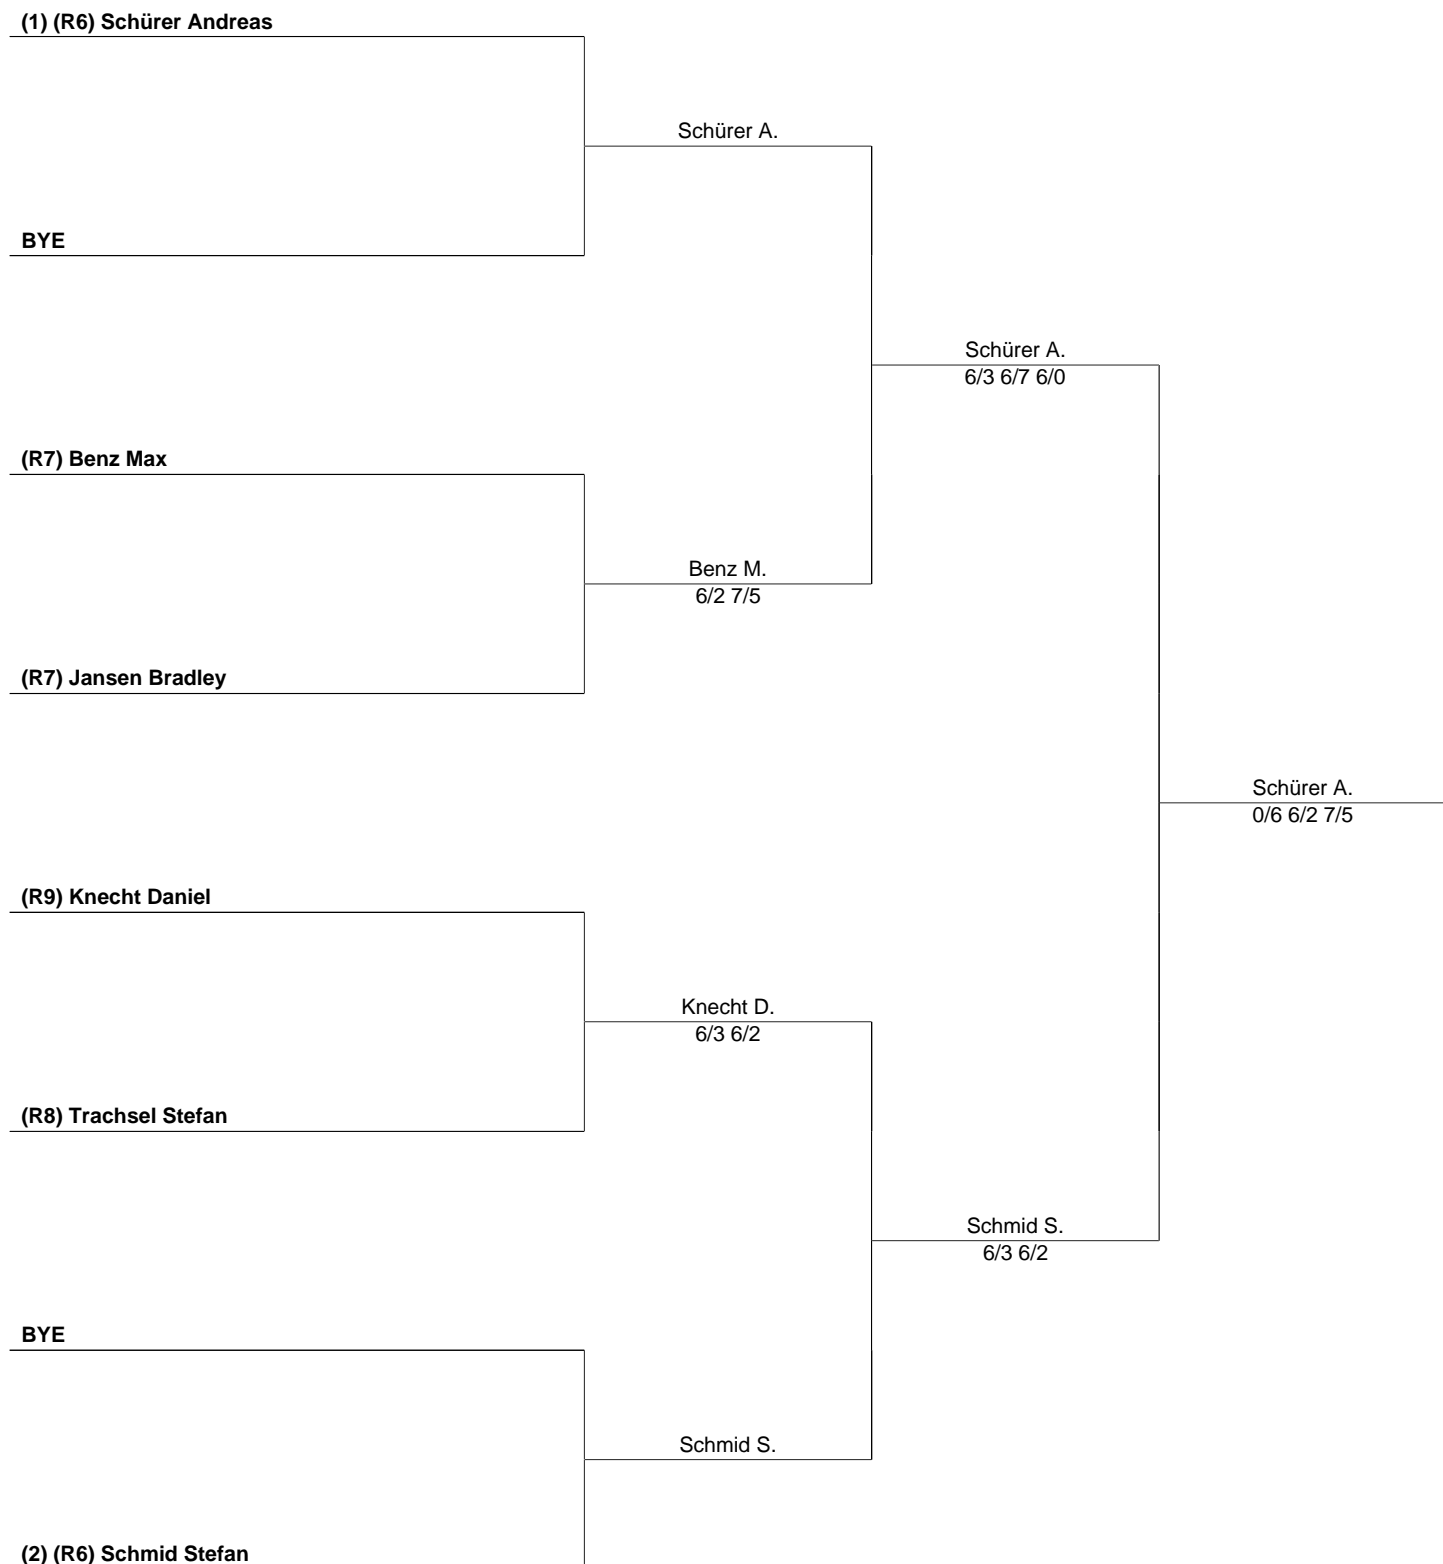 (1) (R6) Schürer Andreas
Schürer A.
BYE
Schürer A.
6/3 6/7 6/0
(R7) Benz Max
Benz M.
6/2 7/5
(R7) Jansen Bradley
Schürer A.
0/6 6/2 7/5
(R9) Knecht Daniel
Knecht D.
6/3 6/2
(R8) Trachsel Stefan
Schmid S.
6/3 6/2
BYE
Schmid S.
(2) (R6) Schmid Stefan